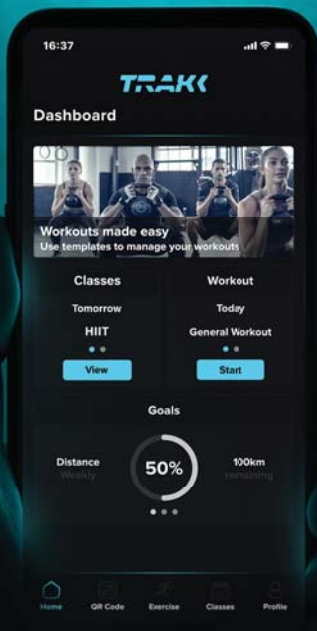 16:37
TRAKK
Dashboard
Workouts made easy
Use templates to manage your workouts
Classes
Workout
Tomorrow
Today
HIIT
General Workout
View
Start
Goals
Distance
Weekly
50%
100km
remaining
Home
QR Code
Exercise
Classes
Profile